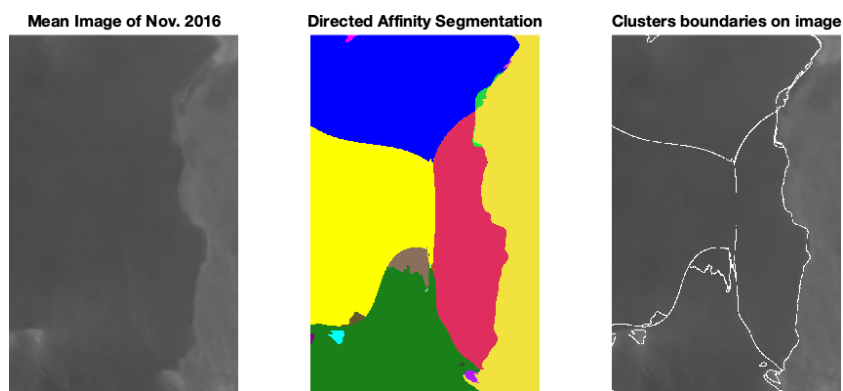 Mean Image of Nov. 2016
Directed Affinity Segmentation
Clusters boundaries on image